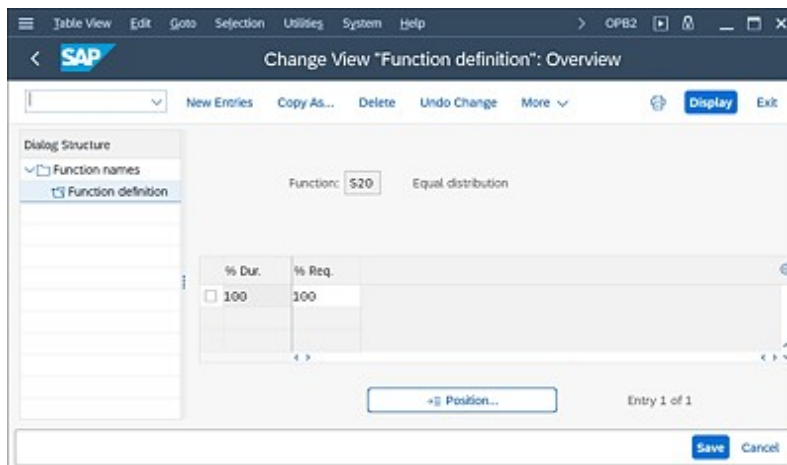 Table View Edit Goto Selection Utilities System Help OPB2
SAP Change View "Function definition": Overview
New Entries Copy As... Delete Undo Change More Display Exit
Dialog Structure
Function names
Function definition
Function: S20 Equal distribution
% Dur. % Req.
100 100
Position... Entry 1 of 1
Save Cancel